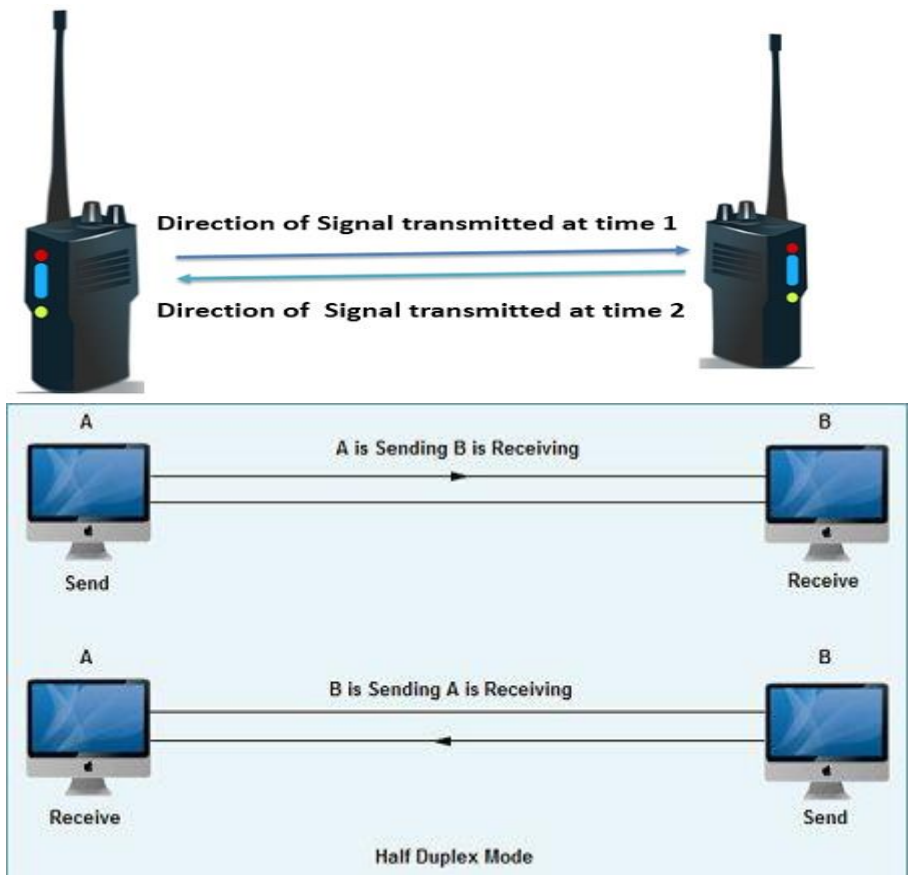 Direction of Signal transmitted at time 1
Direction of Signal transmitted at time 2
A
B
A is Sending B is Receiving
Send
Receive
A
B
B is Sending A is Receiving
Receive
Send
Half Duplex Mode